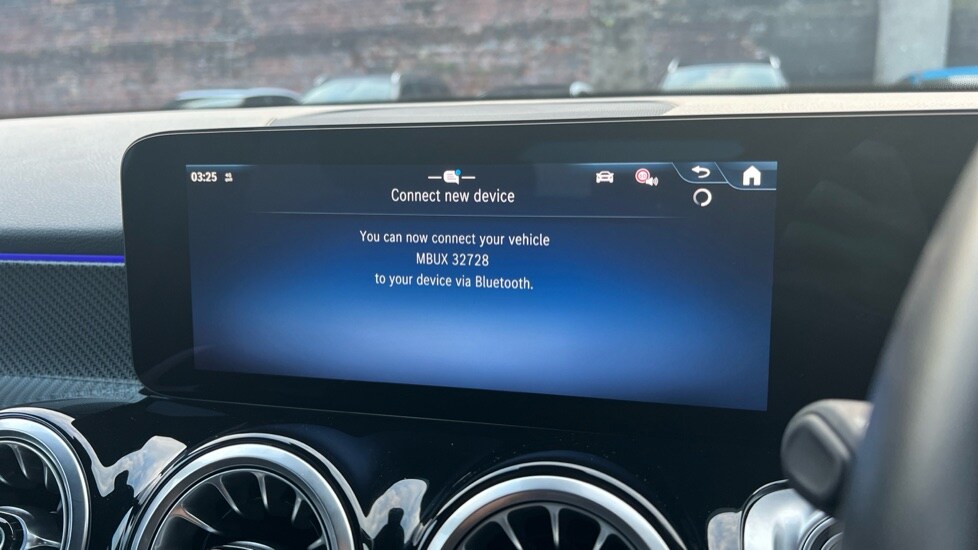 03:25
Connect new device
You can now connect your vehicle
MBUX 32728
to your device via Bluetooth.